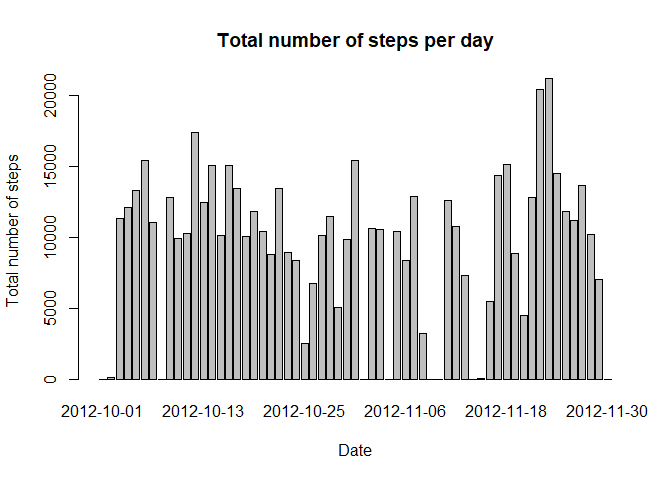 Total number of steps per day
Total number of steps
20000
15000
10000
5000
0
2012-10-01 2012-10-13 2012-10-25 2012-11-06 2012-11-18 2012-11-30
Date